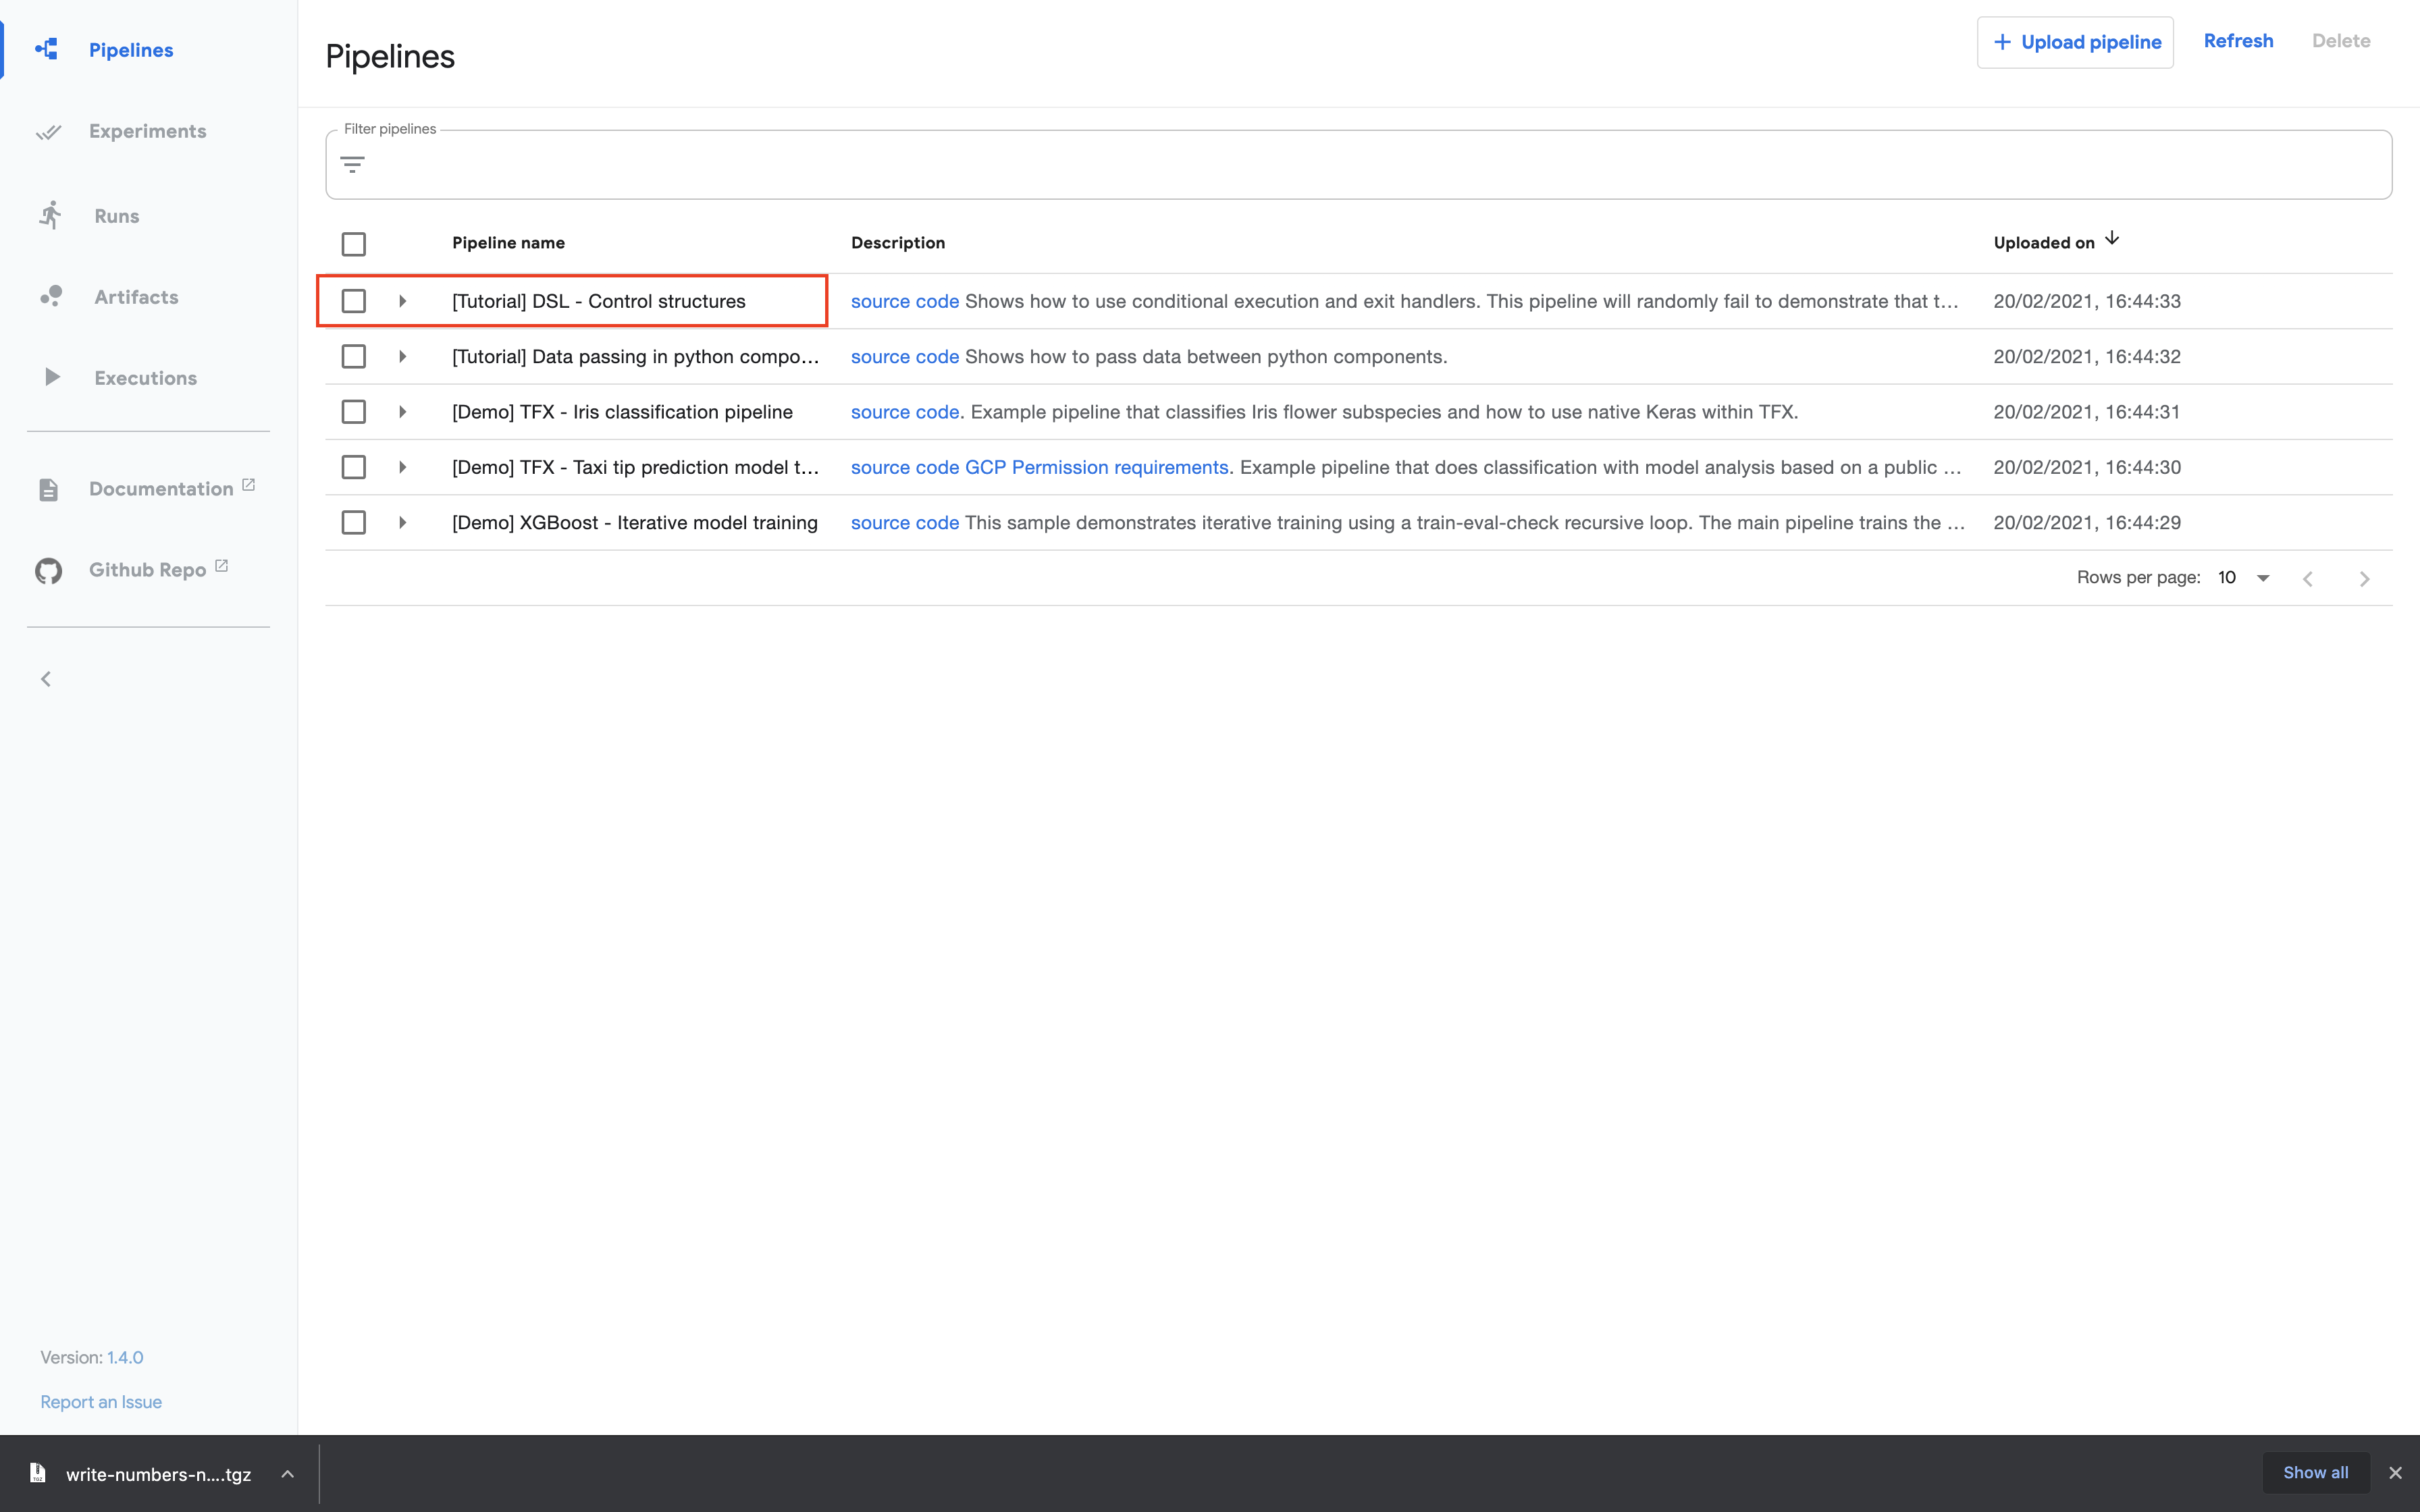 Pipelines
Experiments
Runs
Artifacts
Executions
Documentation
Github Repo
Version: 1.4.0
Report an Issue
Pipelines
+ Upload pipeline Refresh Delete
Filter pipelines
Pipeline name Description Uploaded on
[Tutorial] DSL - Control structures source code Shows how to use conditional execution and exit handlers. This pipeline will randomly fail to demonstrate that t... 20/02/2021, 16:44:33
[Tutorial] Data passing in python compo... source code Shows how to pass data between python components. 20/02/2021, 16:44:32
[Demo] TFX - Iris classification pipeline source code. Example pipeline that classifies Iris flower subspecies and how to use native Keras within TFX. 20/02/2021, 16:44:31
[Demo] TFX - Taxi tip prediction model t... source code GCP Permission requirements. Example pipeline that does classification with model analysis based on a public ... 20/02/2021, 16:44:30
[Demo] XGBoost - Iterative model training source code This sample demonstrates iterative training using a train-eval-check recursive loop. The main pipeline trains the ... 20/02/2021, 16:44:29
Rows per page: 10
write-numbers-n....tgz Show all